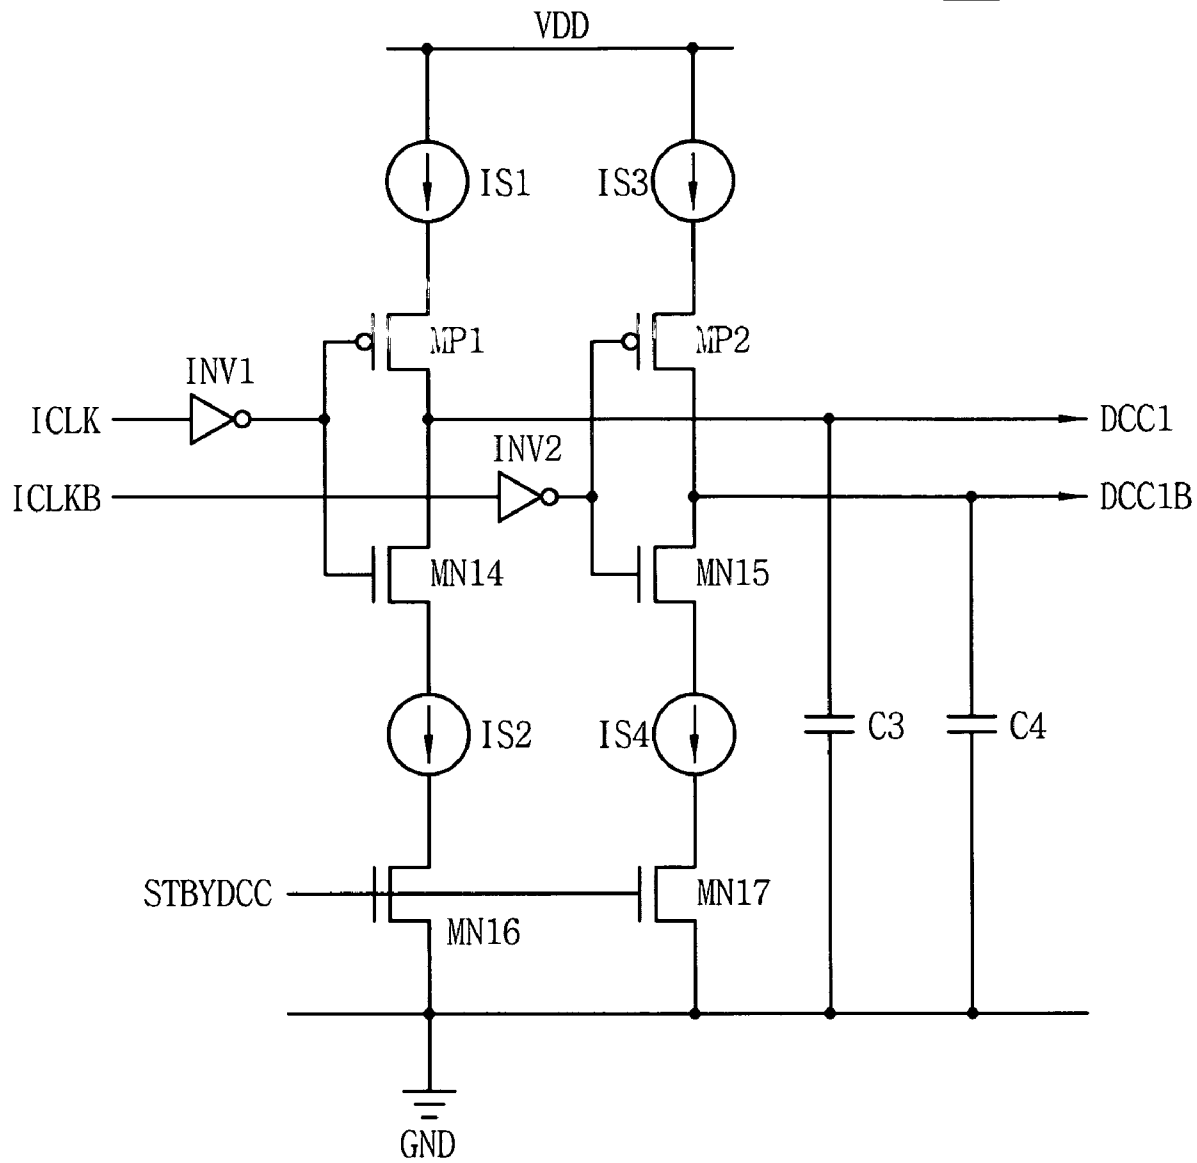 VDD
IS1
IS3
MP1
MP2
INV1
ICLK
DCC1
INV2
ICLKB
DCC1B
MN14
MN15
IS2
IS4
C3
C4
STBYDCC
MN17
MN16
GND